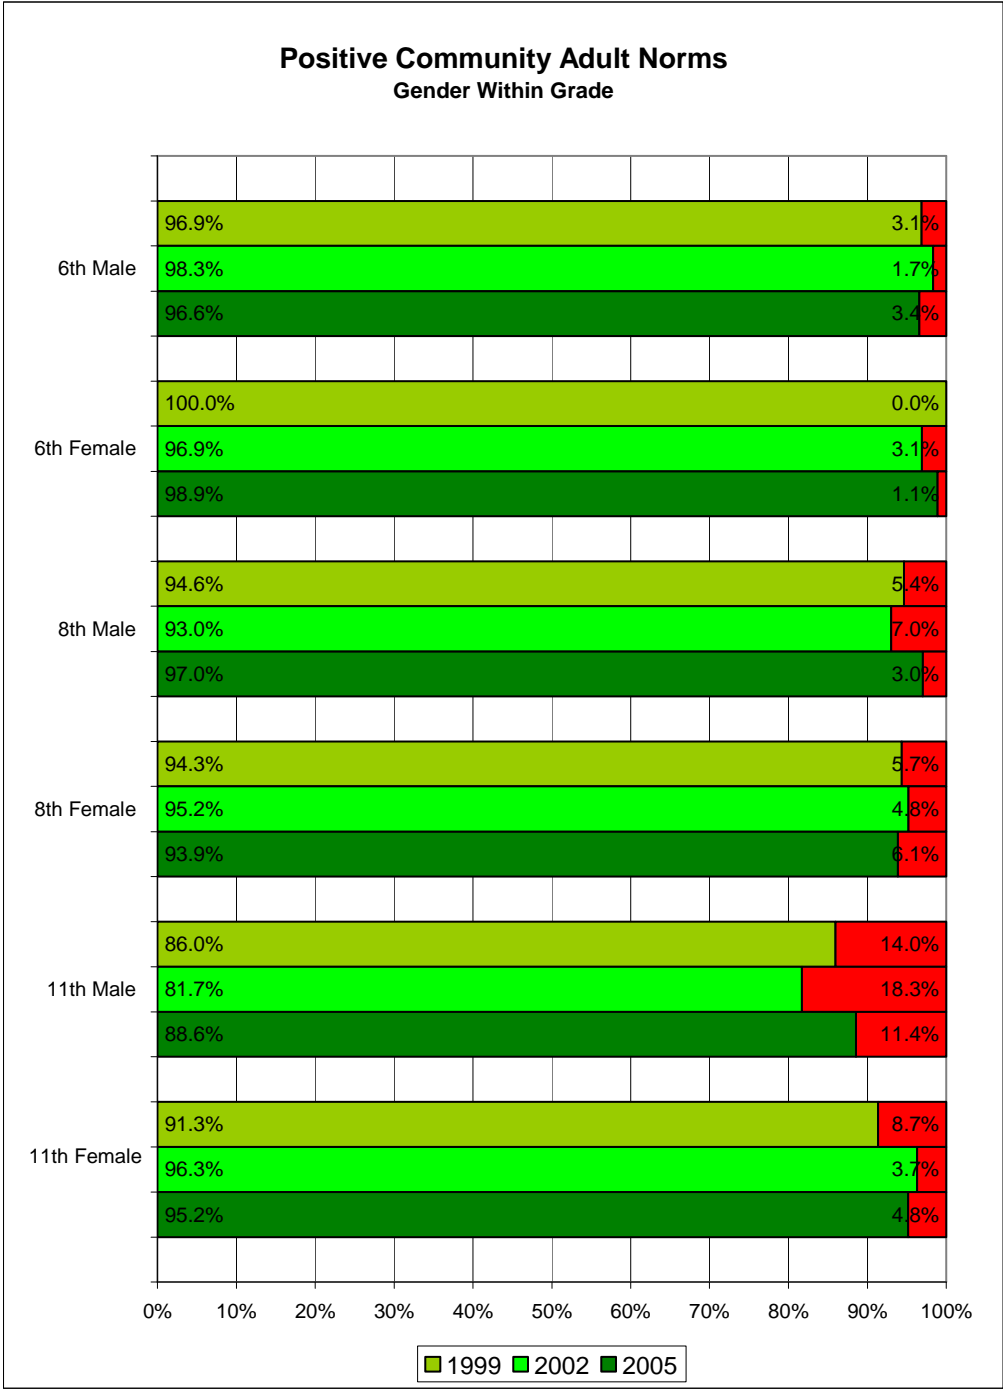 Positive Community Adult Norms
Gender Within Grade
96.9% 3.1%
6th Male 98.3% 1.7%
96.6% 3.4%
100.0% 0.0%
6th Female 96.9% 3.1%
98.9% 1.1%
94.6% 5.4%
8th Male 93.0% 7.0%
97.0% 3.0%
94.3% 5.7%
8th Female 95.2% 4.8%
93.9% 6.1%
86.0% 14.0%
11th Male 81.7% 18.3%
88.6% 11.4%
91.3% 8.7%
11th Female 96.3% 3.7%
95.2% 4.8%
0% 10% 20% 30% 40% 50% 60% 70% 80% 90% 100%
1999 2002 2005